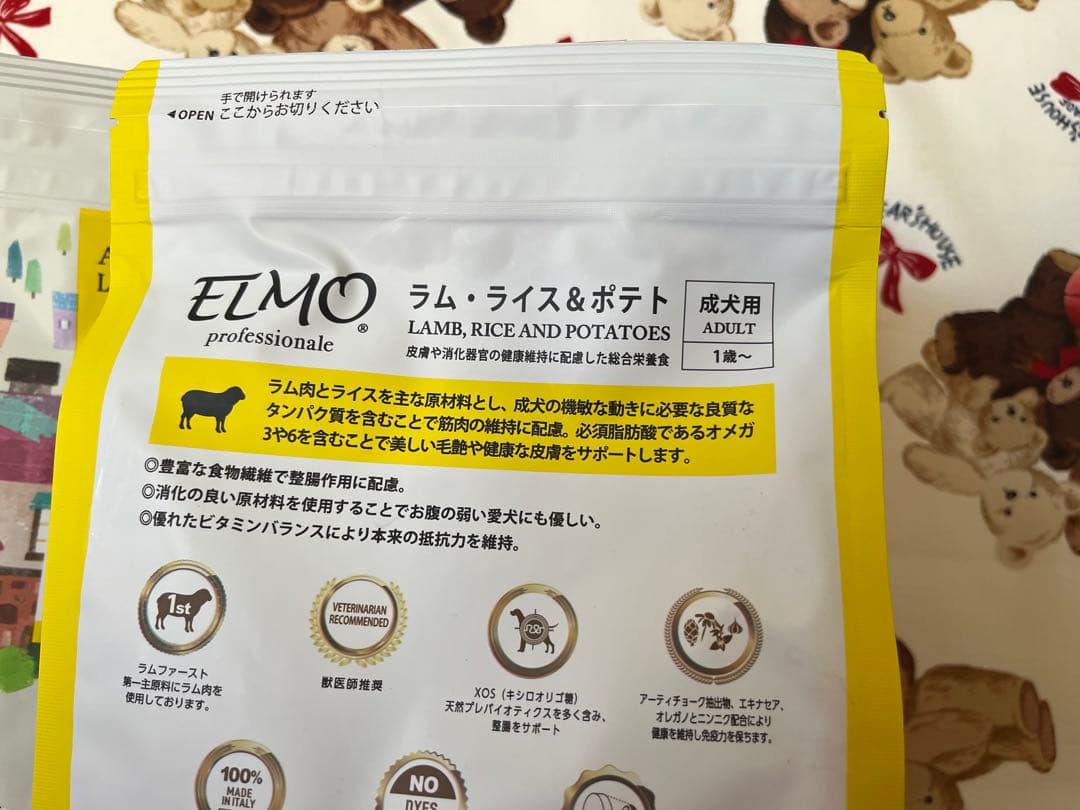 手で開けられます
◀OPEN ここからお切りください
ELMO®
professionale
ラム・ライス＆ポテト
LAMB, RICE AND POTATOES
皮膚や消化器官の健康維持に配慮した総合栄養食
成犬用
ADULT
1歳〜
ラム肉とライスを主な原材料とし、成犬の機敏な動きに必要な良質な
タンパク質を含むことで筋肉の維持に配慮。必須脂肪酸であるオメガ
3や6を含むことで美しい毛艶や健康な皮膚をサポートします。
◎豊富な食物繊維で整腸作用に配慮。
◎消化の良い原材料を使用することでお腹の弱い愛犬にも優しい。
◎優れたビタミンバランスにより本来の抵抗力を維持。
1st
ラムファースト
第一主原料にラム肉を
使用しております。
VETERINARIAN
RECOMMENDED
獣医師推奨
XOS（キシロオリゴ糖）
天然プレバイオティクスを多く含み、
整腸をサポート
アーティチョーク抽出物、エキナセア、
オレガノとニンニク配合により
健康を維持し免疫力を保ちます。
100%
MADE
IN ITALY
NO
DYES